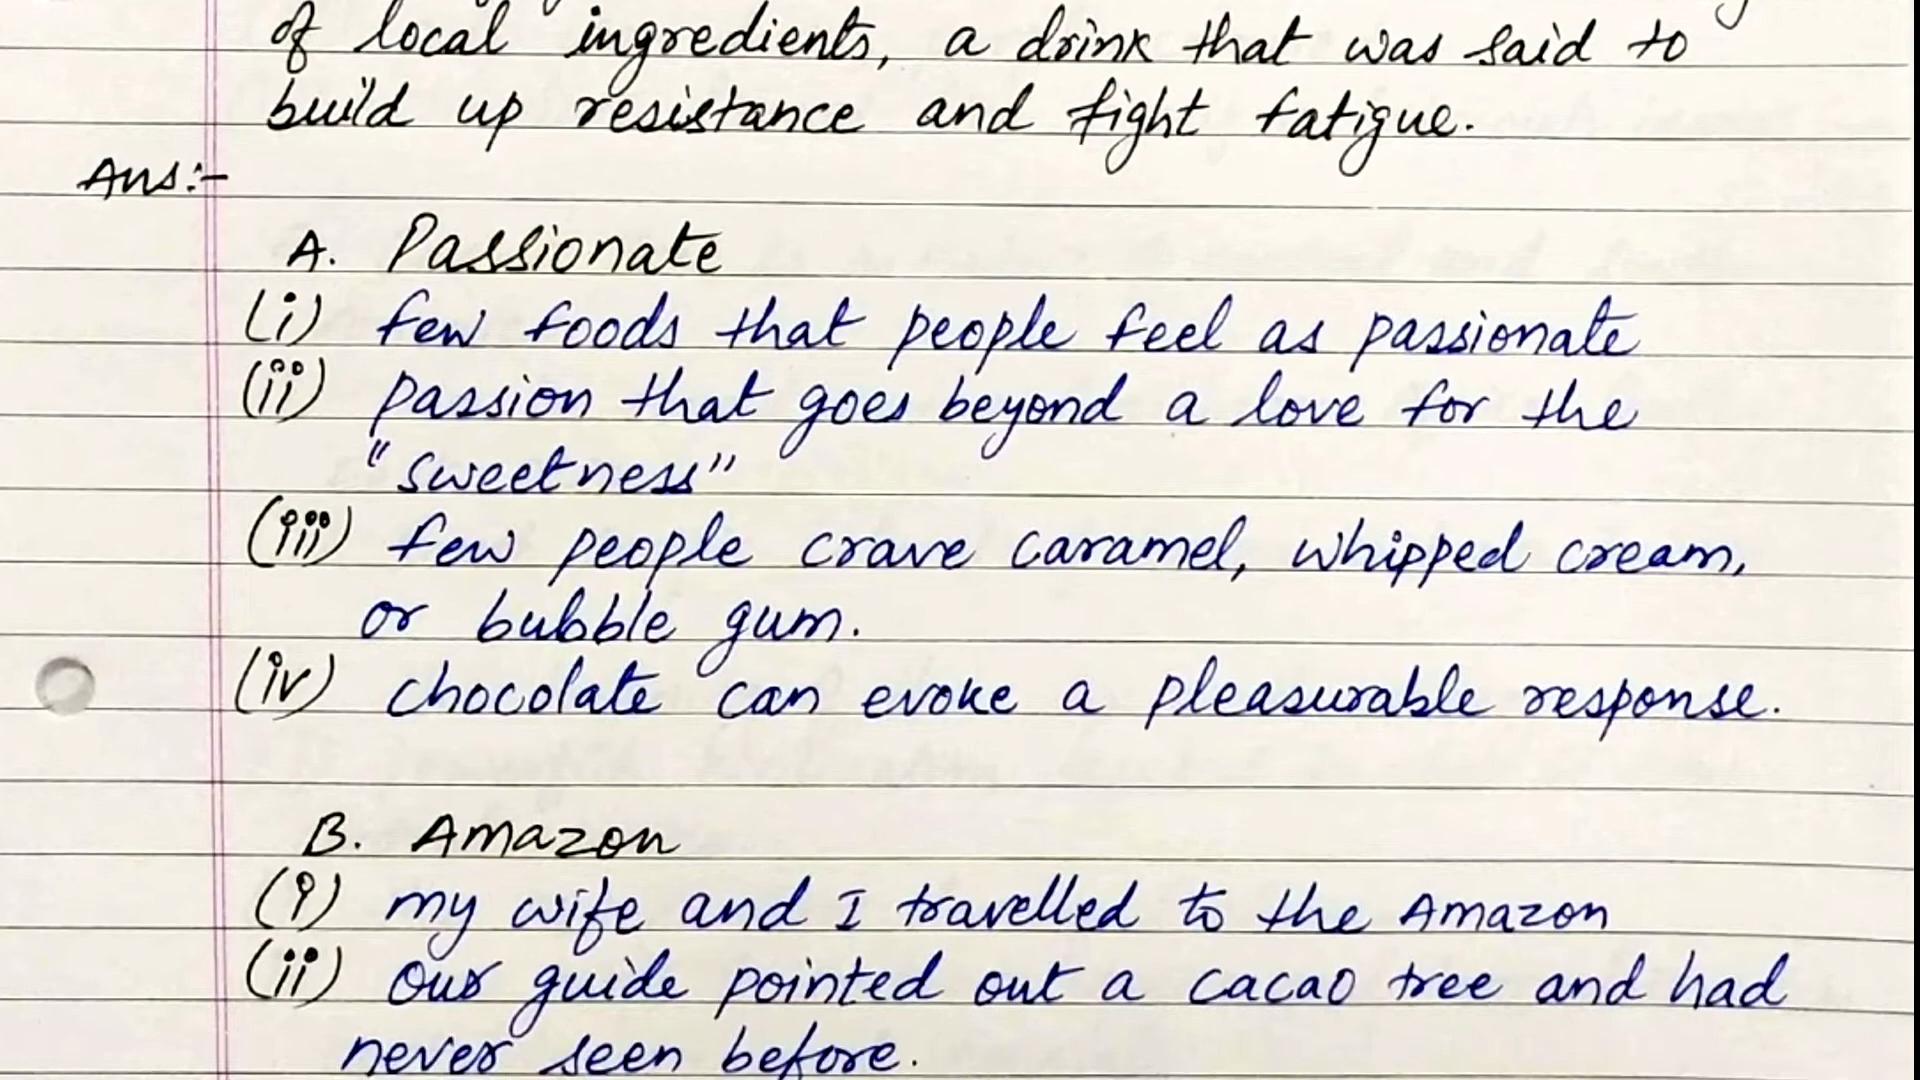 of local ingredients, a drink that was said to
build up resistance and fight fatigue.
Ans:-
A. Passionate
(i) few foods that people feel as passionate
(ii) passion that goes beyond a love for the
"sweetness"
(iii) few people crave caramel, whipped cream,
or bubble gum.
(iv) chocolate can evoke a pleasurable response.
B. Amazon
(i) my wife and I travelled to the Amazon
(ii) our guide pointed out a cacao tree and had
never seen before.